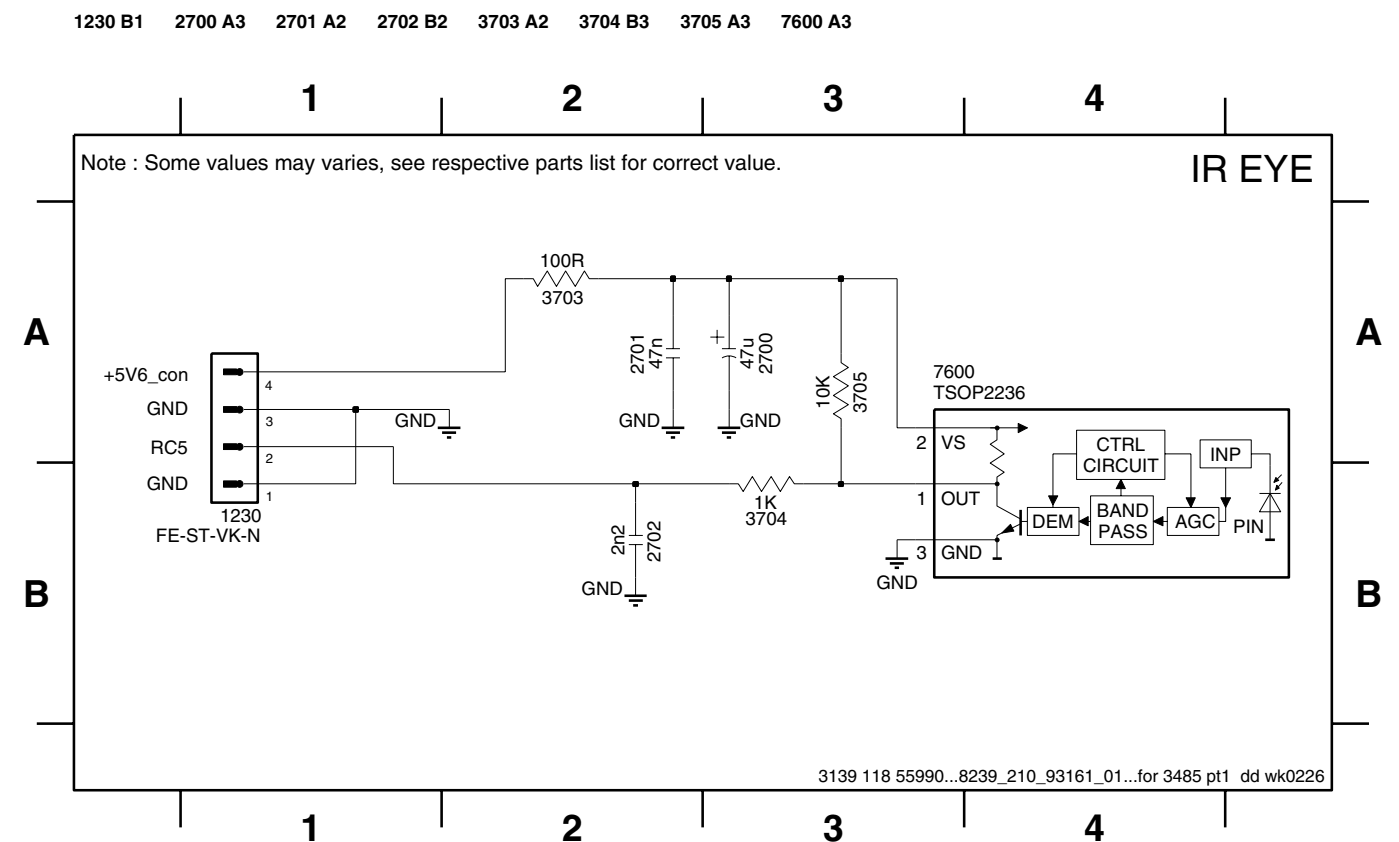 1230 B1 2700 A3 2701 A2 2702 B2 3703 A2 3704 B3 3705 A3 7600 A3
1 2 3 4
Note : Some values may varies, see respective parts list for correct value.
IR EYE
A
A
100R
3703
2701
47n
GND
+
47u
2700
GND
10K
3705
+5V6_con
4
GND
3
GND
RC5
2
GND
1
1230
FE-ST-VK-N
7600
TSOP2236
2 VS
1 OUT
3 GND
GND
CTRL
CIRCUIT
INP
DEM
BAND
PASS
AGC
PIN
1K
3704
2n2
2702
GND
B
B
3139 118 55990...8239_210_93161_01...for 3485 pt1 dd wk0226
1 2 3 4